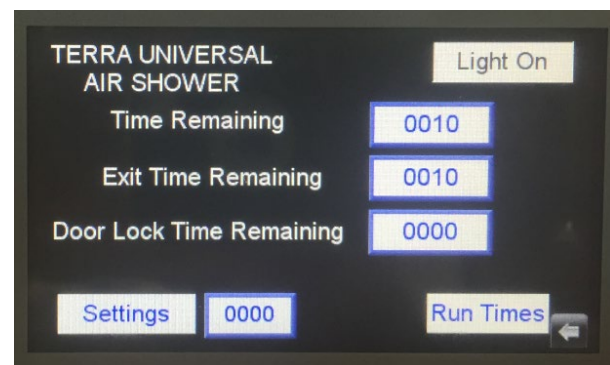 TERRA UNIVERSAL
AIR SHOWER
Light On
Time Remaining
0010
Exit Time Remaining
0010
Door Lock Time Remaining
0000
Settings
0000
Run Times